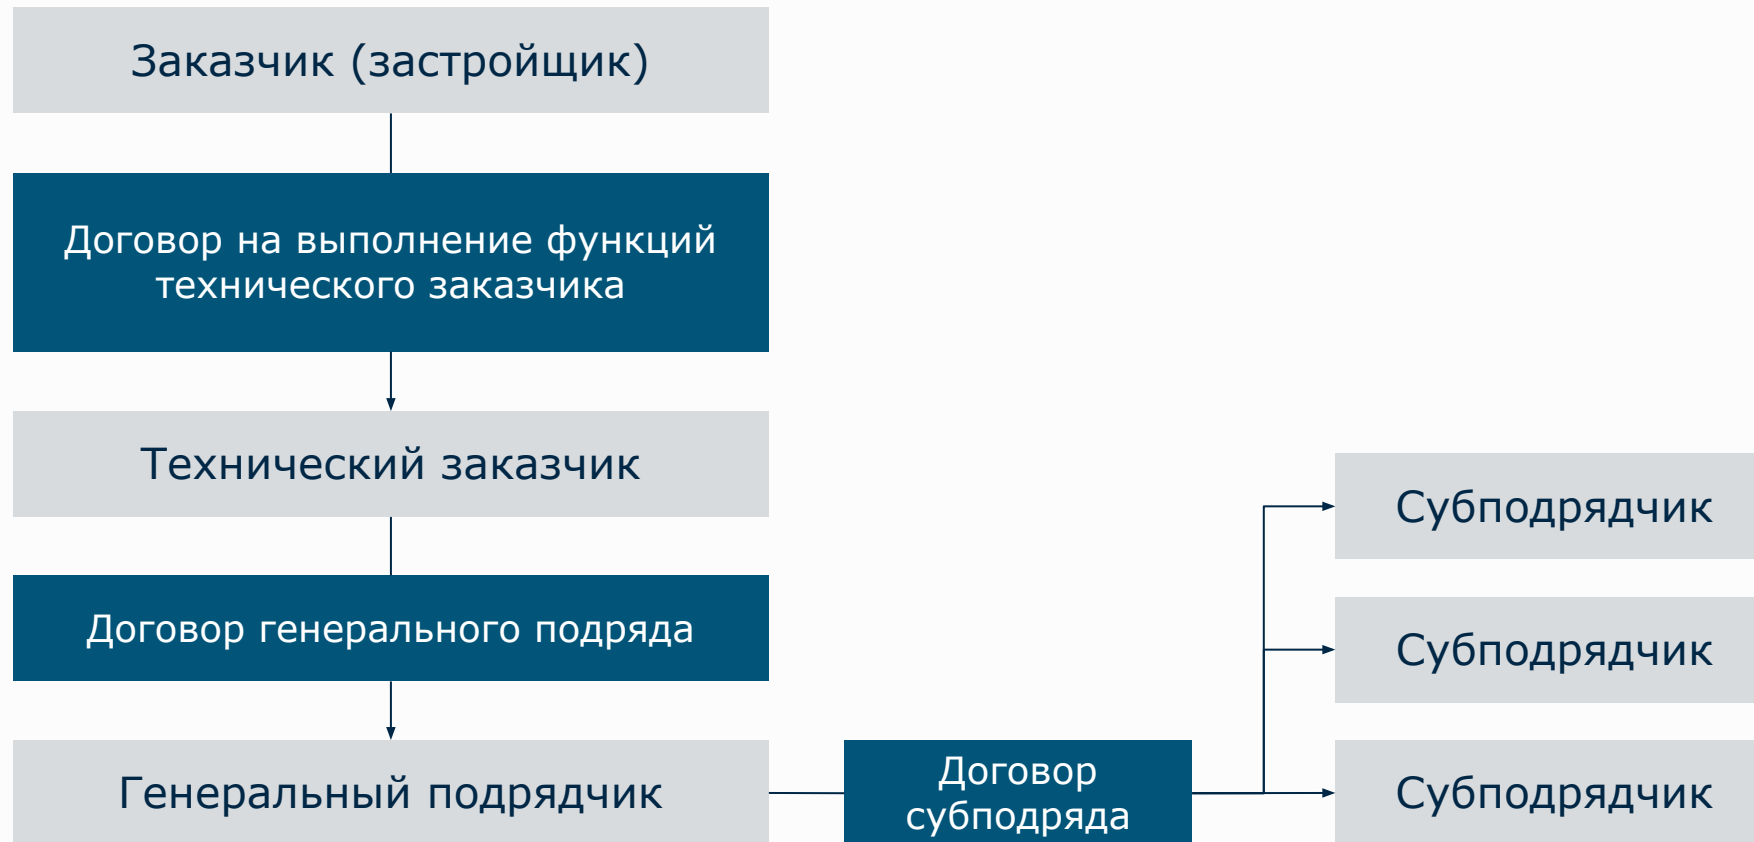 Заказчик (застройщик)
Договор на выполнение функций
технического заказчика
Технический заказчик
Договор генерального подряда
Генеральный подрядчик
Договор
субподряда
Субподрядчик
Субподрядчик
Субподрядчик